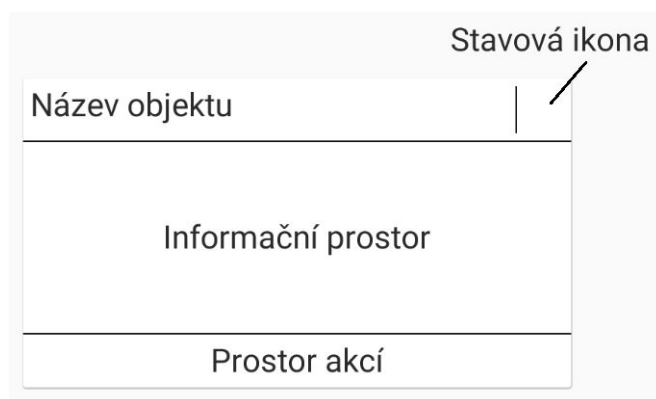 Stavová ikona
Název objektu
Informační prostor
Prostor akcí